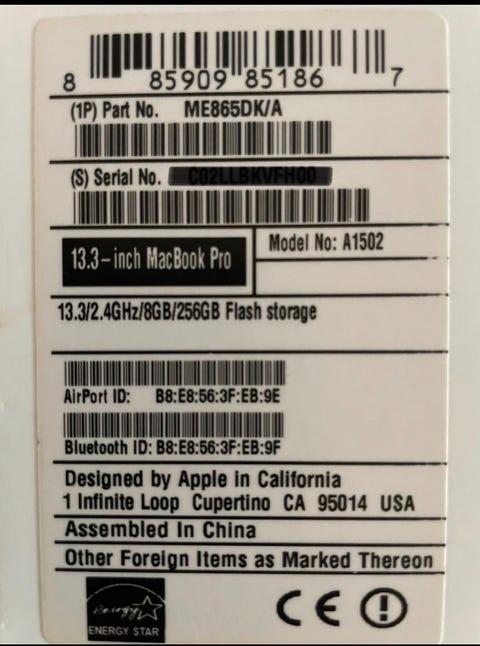 8 85909 85186 7
(1P) Part No. ME865DK/A
(S) Serial No.
13.3-inch MacBook Pro
Model No: A1502
13.3/2.4GHz/8GB/256GB Flash storage
AirPort ID: B8:E8:56:3F:EB:9E
Bluetooth ID: B8:E8:56:3F:EB:9F
Designed by Apple in California
1 Infinite Loop Cupertino CA 95014 USA
Assembled In China
Other Foreign Items as Marked Thereon
energy
ENERGY STAR
CE